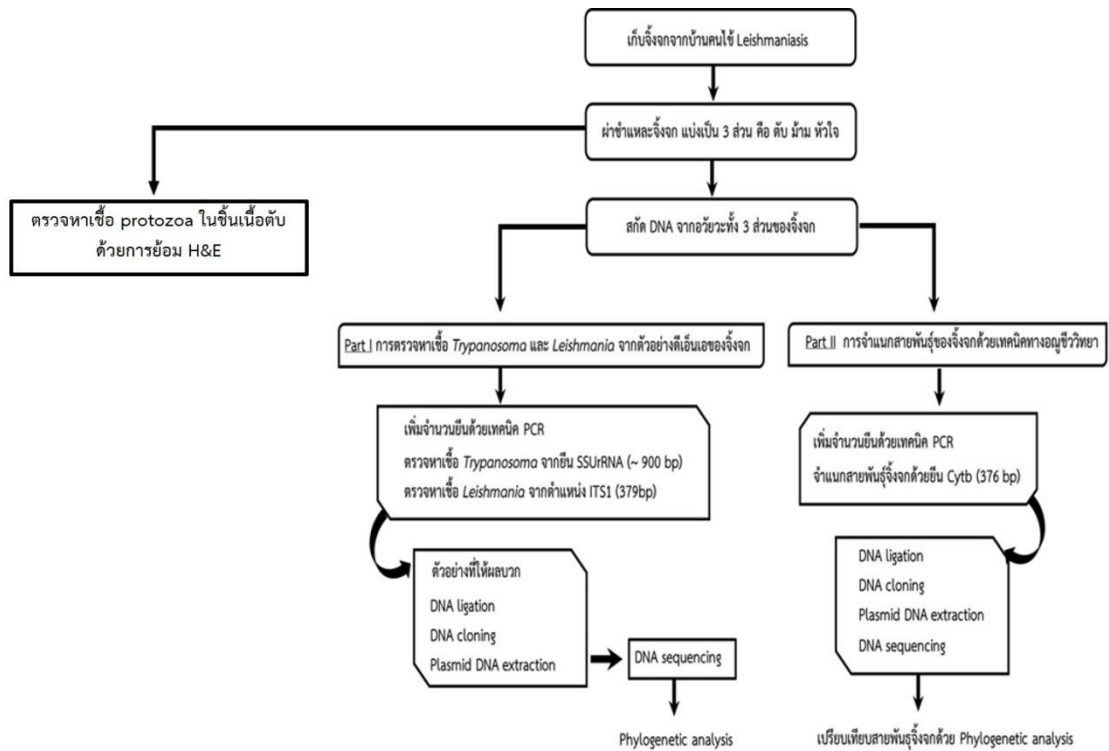 เก็บจิ้งจกจากบ้านคนไข้ Leishmaniasis
ผ่าชำแหละจิ้งจก แบ่งเป็น 3 ส่วน คือ ตับ ม้าม หัวใจ
ตรวจหาเชื้อ protozoa ในชิ้นเนื้อตับ
ด้วยการย้อม H&E
สกัด DNA จากอวัยวะทั้ง 3 ส่วนของจิ้งจก
Part I การตรวจหาเชื้อ Trypanosoma และ Leishmania จากตัวอย่างดีเอ็นเอของจิ้งจก
Part II การจำแนกสายพันธุ์ของจิ้งจกด้วยเทคนิคทางอณูชีววิทยา
เพิ่มจำนวนยีนด้วยเทคนิค PCR
ตรวจหาเชื้อ Trypanosoma จากยีน SSUrRNA (~ 900 bp)
ตรวจหาเชื้อ Leishmania จากตำแหน่ง ITS1 (379bp)
เพิ่มจำนวนยีนด้วยเทคนิค PCR
จำแนกสายพันธุ์จิ้งจกด้วยยีน Cytb (376 bp)
ตัวอย่างที่ให้ผลบวก
DNA ligation
DNA cloning
Plasmid DNA extraction
DNA sequencing
Phylogenetic analysis
DNA ligation
DNA cloning
Plasmid DNA extraction
DNA sequencing
เปรียบเทียบสายพันธุ์จิ้งจกด้วย Phylogenetic analysis